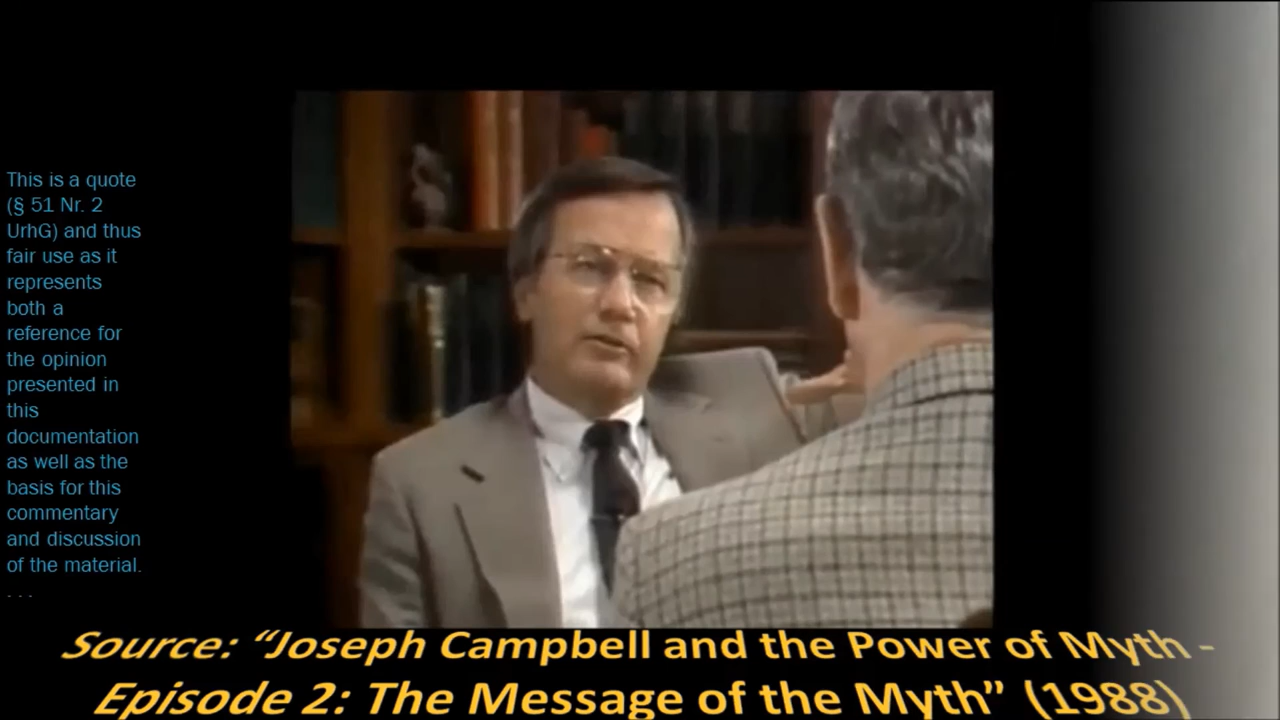 This is a quote
(§ 51 Nr. 2
UrhG) and thus
fair use as it
represents
both a
reference for
the opinion
presented in
this
documentation
as well as the
basis for this
commentary
and discussion
of the material.
. . .
Source: “Joseph Campbell and the Power of Myth -
Episode 2: The Message of the Myth” (1988)